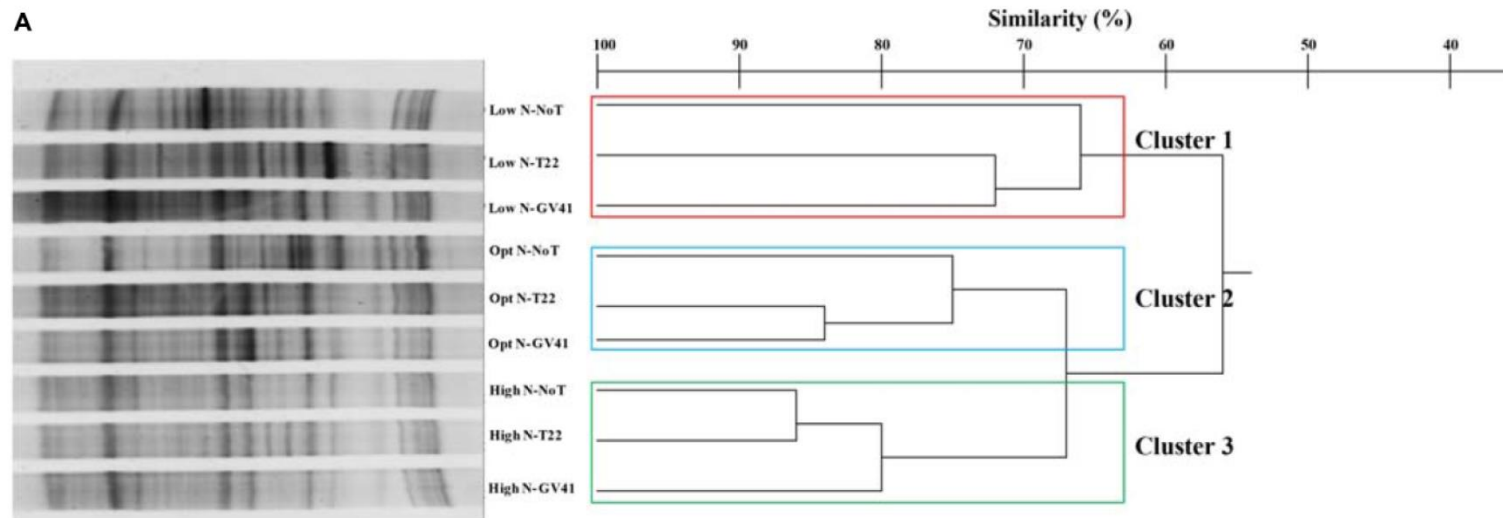 A
Similarity (%)
100 90 80 70 60 50 40
Low N-NoT
Low N-T22
Low N-GV41
Opt N-NoT
Opt N-T22
Opt N-GV41
High N-NoT
High N-T22
High N-GV41
Cluster 1
Cluster 2
Cluster 3